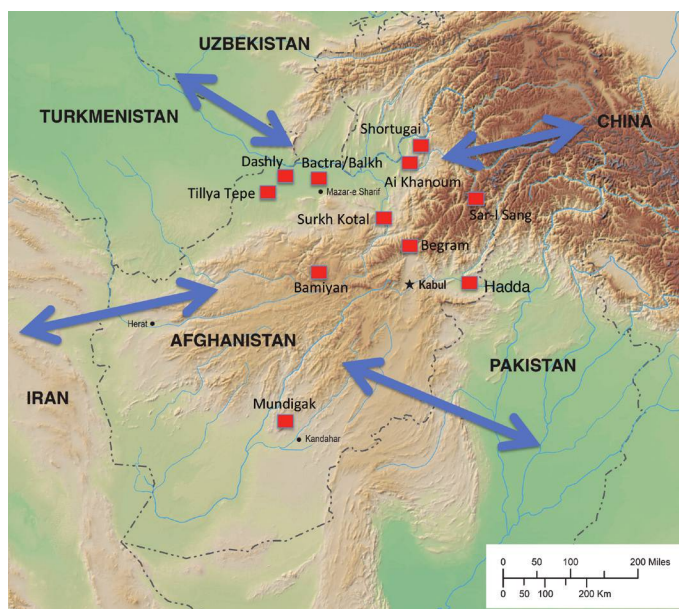 UZBEKISTAN
TURKMENISTAN
CHINA
Shortugai
Dashly
Bactra/Balkh
Ai Khanoum
Tillya Tepe
Mazar-e Sharif
Sar-I Sang
Surkh Kotal
Begram
Bamiyan
Kabul
Hadda
Herat
AFGHANISTAN
PAKISTAN
IRAN
Mundigak
Kandahar
0 50 100 200 Miles
0 50 100 200 Km